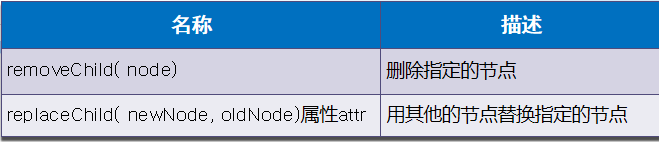 名称 描述
removeChild( node) 删除指定的节点
replaceChild( newNode, oldNode)属性attr 用其他的节点替换指定的节点